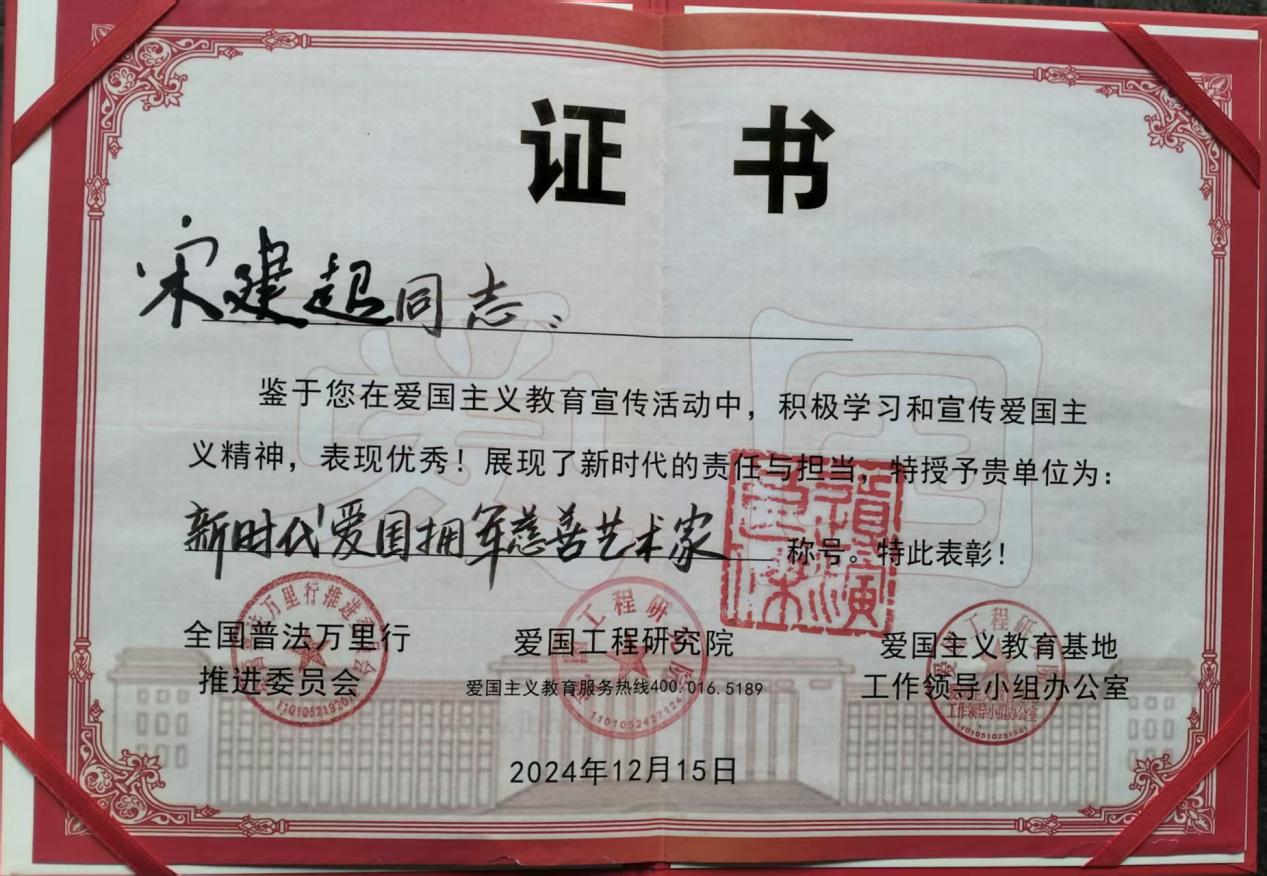 证 书
宋建超同志：
鉴于您在爱国主义教育宣传活动中，积极学习和宣传爱国主
义精神，表现优秀！展现了新时代的责任与担当，特授予贵单位为：
新时代爱国拥军慈善艺术家 称号。特此表彰！
全国普法万里行
推进委员会
爱国工程研究院
爱国主义教育服务热线400.016.5189
爱国主义教育基地
工作领导小组办公室
2024年12月15日
爱国